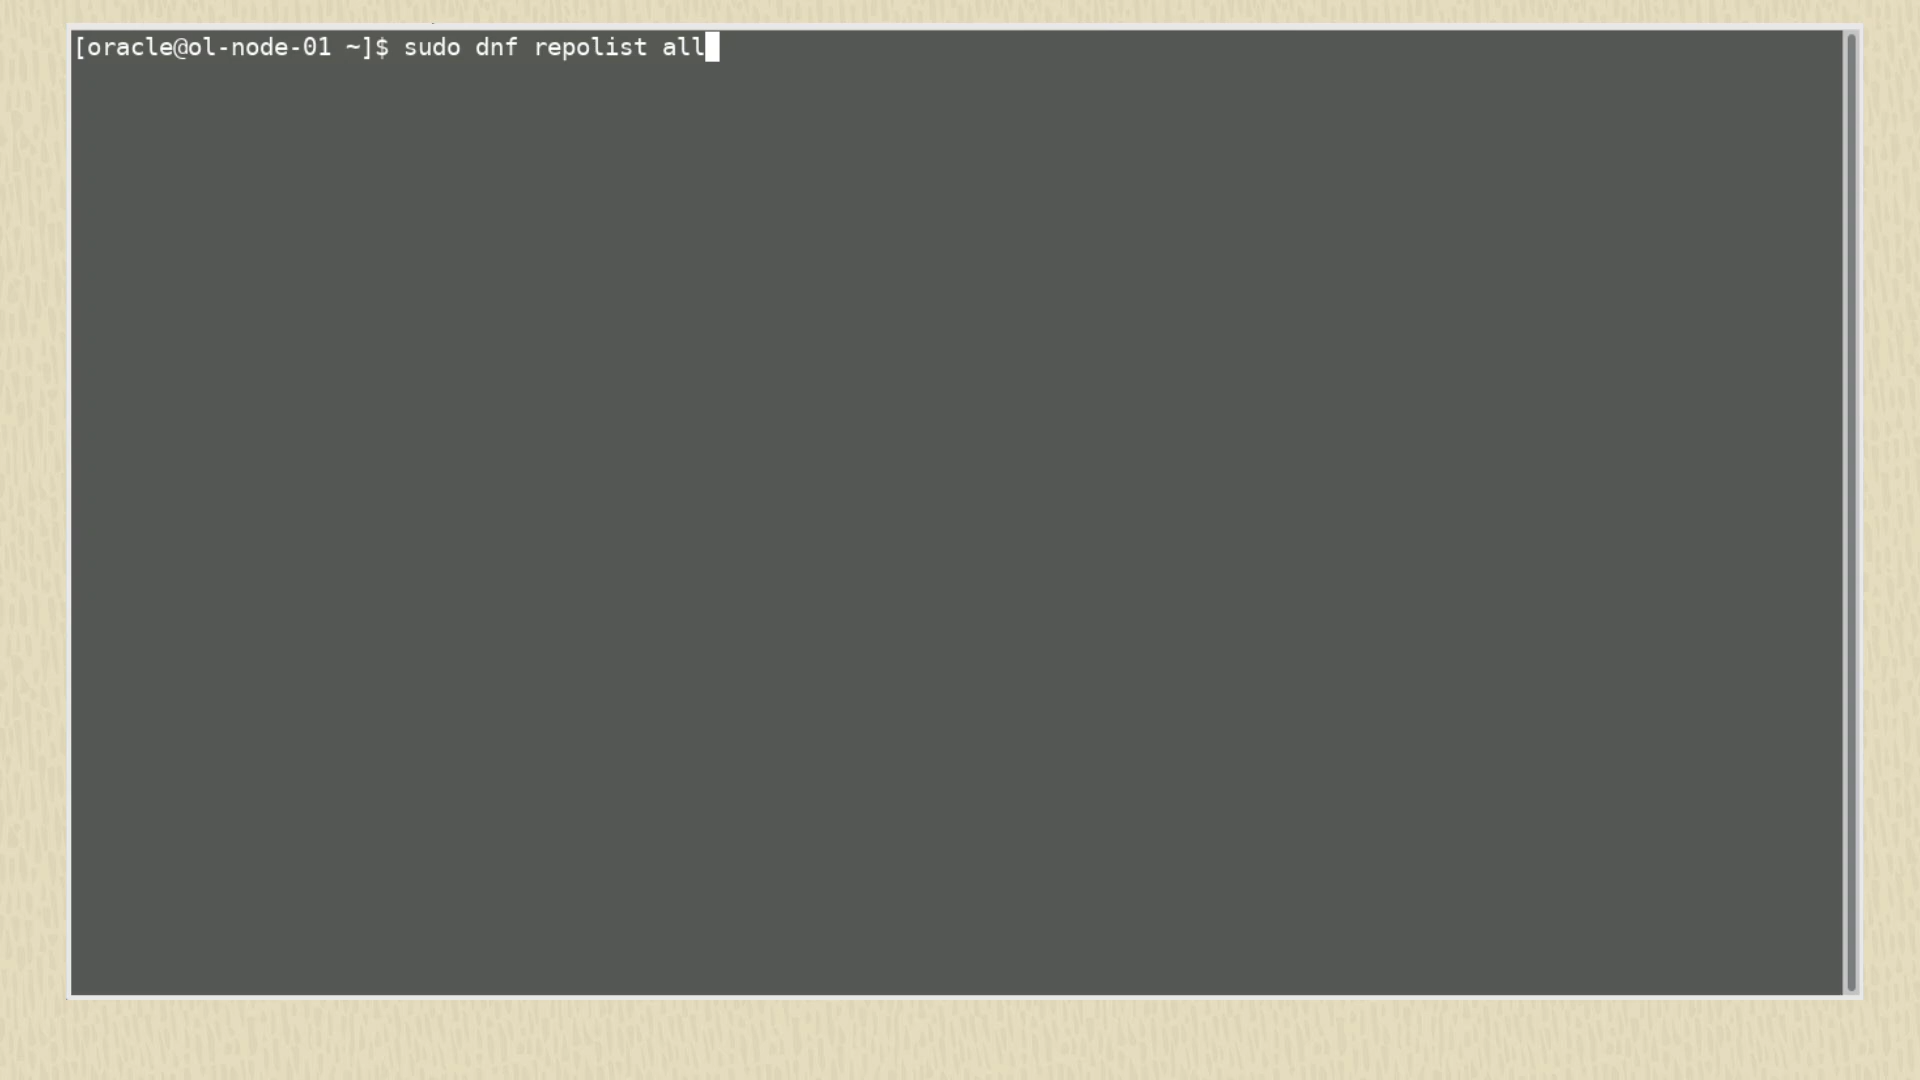 [oracle@ol-node-01 ~]$ sudo dnf repolist all